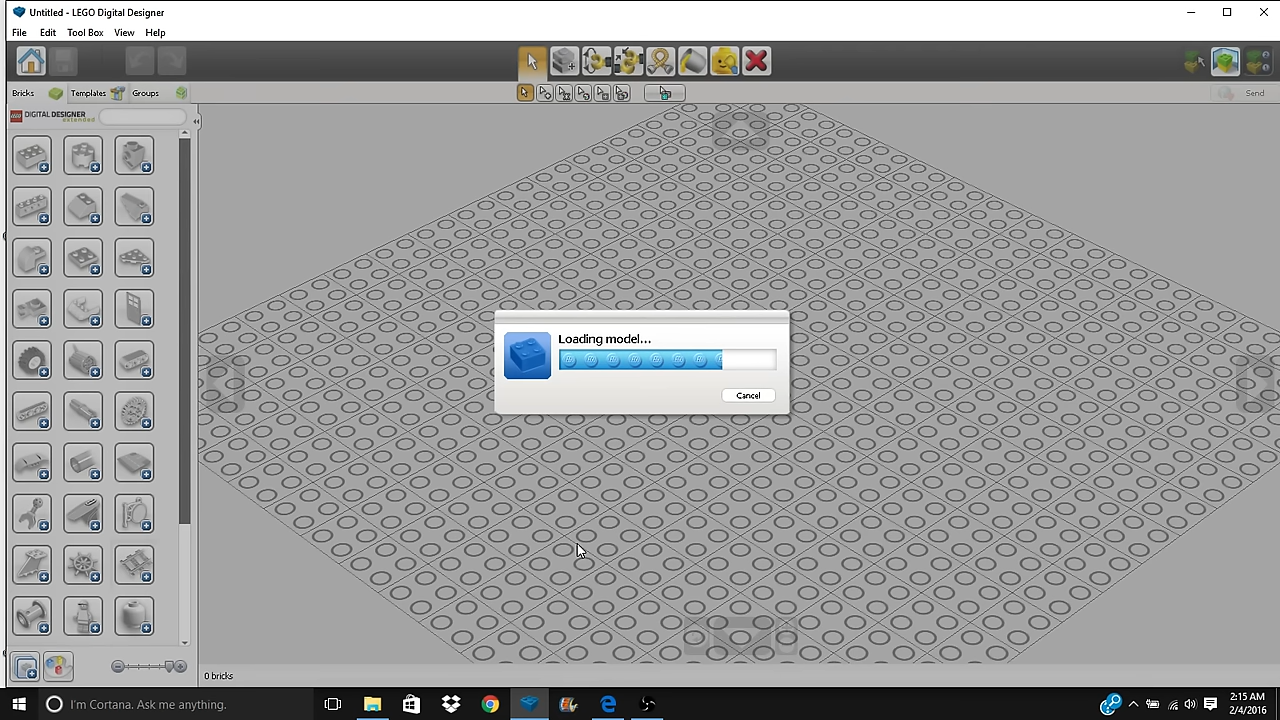 Untitled - LEGO Digital Designer
File Edit Tool Box View Help
Bricks Templates Groups
Send
LEGO DIGITAL DESIGNER
extended
Loading model...
Cancel
0 bricks
I'm Cortana. Ask me anything.
2:15 AM
2/4/2016